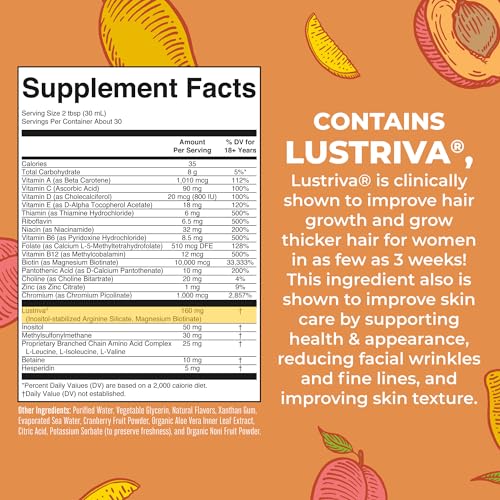 Supplement Facts
Serving Size 2 tbsp (30 mL)
Servings Per Container About 30
Amount Per Serving % DV for 18+ Years
Calories 35
Total Carbohydrate 8 g 5%*
Vitamin A (as Beta Carotene) 1,010 mcg 112%
Vitamin C (Ascorbic Acid) 90 mg 100%
Vitamin D (as Cholecalciferol) 20 mcg (800 IU) 100%
Vitamin E (as D-Alpha Tocopherol Acetate) 18 mg 120%
Thiamin (as Thiamine Hydrochloride) 6 mg 500%
Riboflavin 6.5 mg 500%
Niacin (as Niacinamide) 32 mg 200%
Vitamin B6 (as Pyridoxine Hydrochloride) 8.5 mg 500%
Folate (as Calcium L-5-Methyltetrahydrofolate) 510 mcg DFE 128%
Vitamin B12 (as Methylcobalamin) 12 mcg 500%
Biotin (as Magnesium Biotinate) 10,000 mcg 33,333%
Pantothenic Acid (as D-Calcium Pantothenate) 10 mg 200%
Choline (as Choline Bitartrate) 20 mg 4%
Zinc (as Zinc Citrate) 1 mg 9%
Chromium (as Chromium Picolinate) 1,000 mcg 2,857%
Lustriva® 160 mg †
(Inositol-stabilized Arginine Silicate, Magnesium Biotinate)
Inositol 50 mg †
Methylsulfonylmethane 30 mg †
Proprietary Branched Chain Amino Acid Complex 25 mg †
L-Leucine, L-Isoleucine, L-Valine
Betaine 10 mg †
Hesperidin 5 mg †
*Percent Daily Values (DV) are based on a 2,000 calorie diet.
†Daily Value (DV) not established.
Other Ingredients: Purified Water, Vegetable Glycerin, Natural Flavors, Xanthan Gum,
Evaporated Sea Water, Cranberry Fruit Powder, Organic Aloe Vera Inner Leaf Extract,
Citric Acid, Potassium Sorbate (to preserve freshness), and Organic Noni Fruit Powder.
CONTAINS
LUSTRIVA®,
Lustriva® is clinically
shown to improve hair
growth and grow
thicker hair for women
in as few as 3 weeks!
This ingredient also is
shown to improve skin
care by supporting
health & appearance,
reducing facial wrinkles
and fine lines, and
improving skin texture.